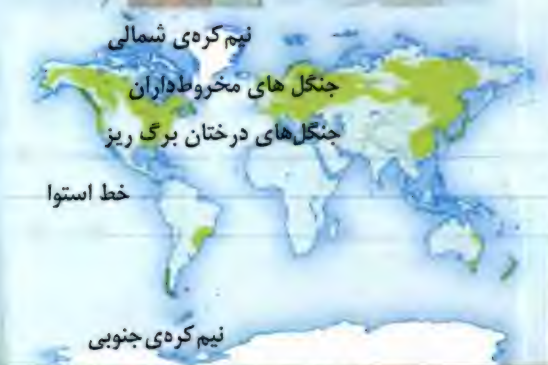 نیم کره‌ی شمالی
جنگل های مخروطداران
جنگل‌های درختان برگ ریز
خط استوا
نیم کره‌ی جنوبی